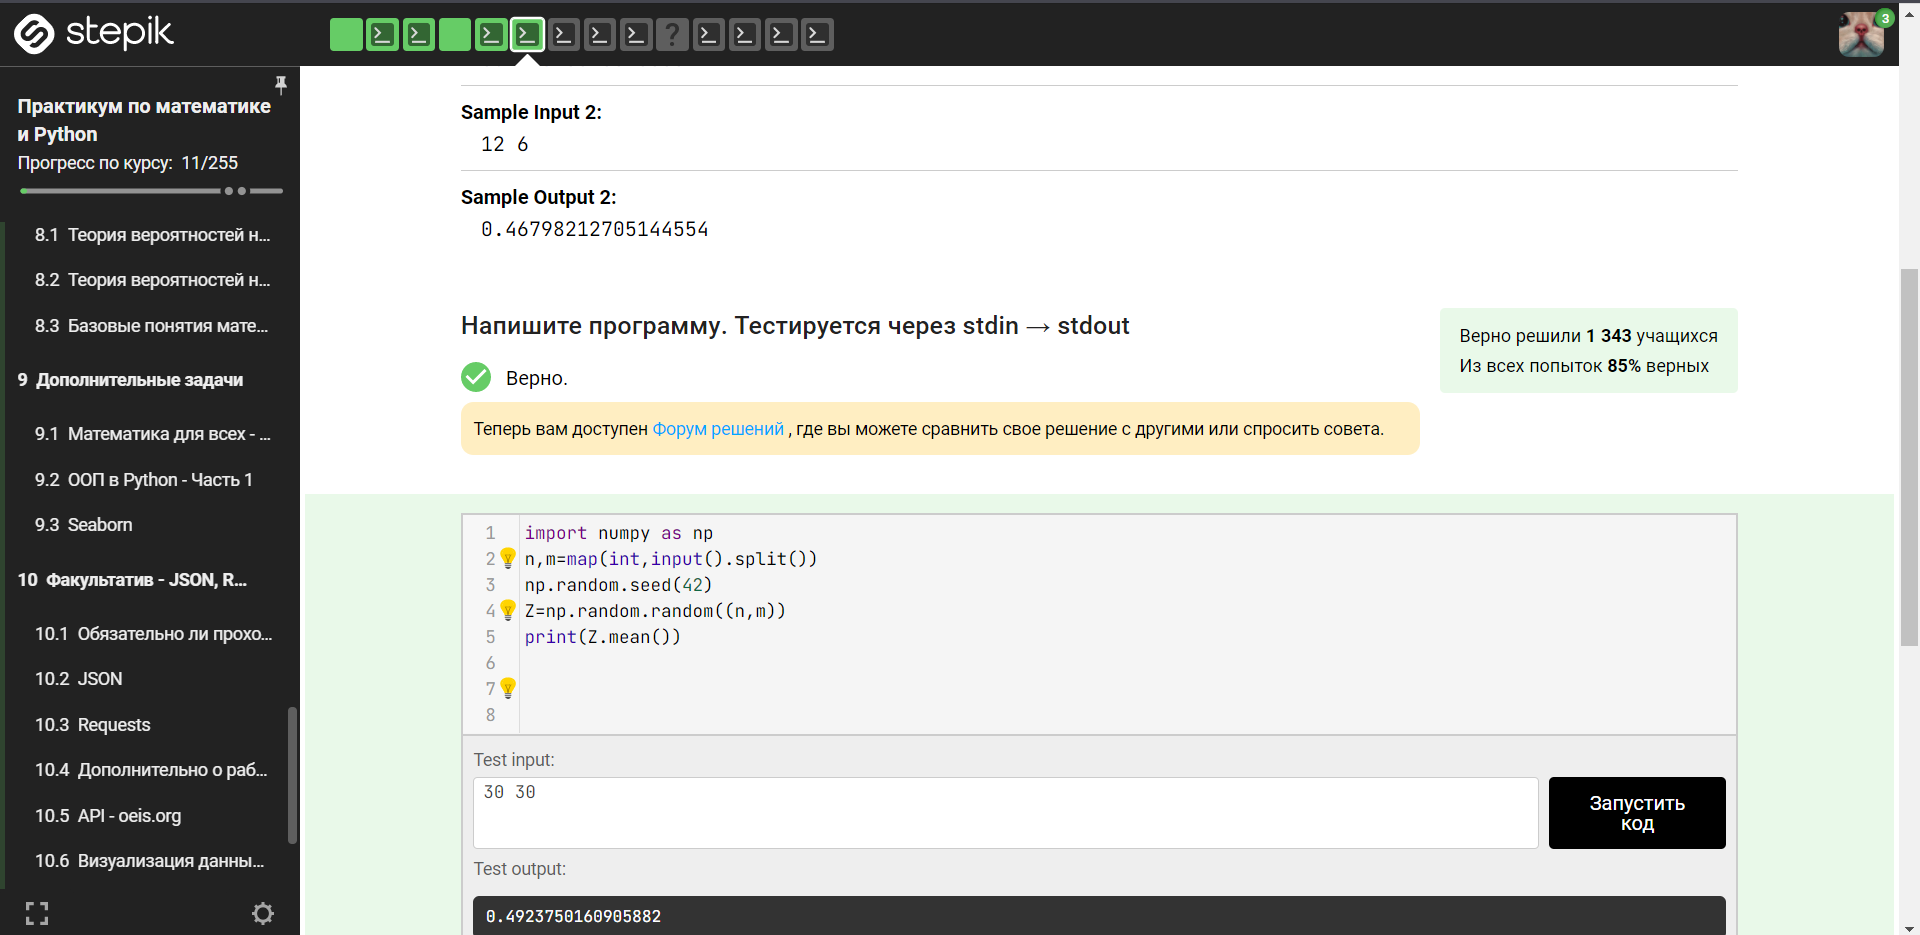 stepik
?
3
Практикум по математике
и Python
Прогресс по курсу: 11/255
8.1 Теория вероятностей н...
8.2 Теория вероятностей н...
8.3 Базовые понятия мате...
9 Дополнительные задачи
9.1 Математика для всех - ...
9.2 ООП в Python - Часть 1
9.3 Seaborn
10 Факультатив - JSON, R...
10.1 Обязательно ли прохо...
10.2 JSON
10.3 Requests
10.4 Дополнительно о раб...
10.5 API - oeis.org
10.6 Визуализация данны...
Sample Input 2:
12 6
Sample Output 2:
0.46798212705144554
Напишите программу. Тестируется через stdin → stdout
Верно.
Теперь вам доступен Форум решений , где вы можете сравнить свое решение с другими или спросить совета.
Верно решили 1 343 учащихся
Из всех попыток 85% верных
1 import numpy as np
2 n,m=map(int,input().split())
3 np.random.seed(42)
4 Z=np.random.random((n,m))
5 print(Z.mean())
6
7
8
Test input:
30 30
Запустить
код
Test output:
0.4923750160905882